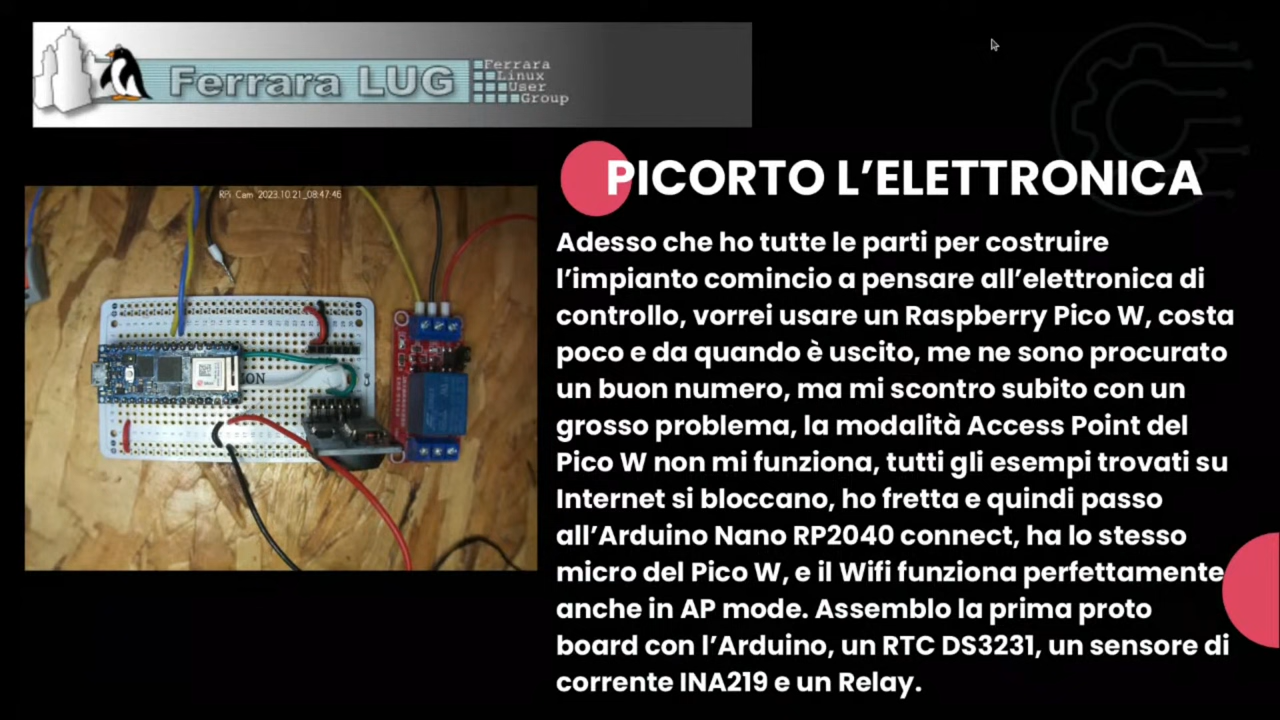 Ferrara LUG
Ferrara
Linux
User
Group
RPi Cam 2023.10.21_08:47:46
PICORTO L’ELETTRONICA
Adesso che ho tutte le parti per costruire
l’impianto comincio a pensare all’elettronica di
controllo, vorrei usare un Raspberry Pico W, costa
poco e da quando è uscito, me ne sono procurato
un buon numero, ma mi scontro subito con un
grosso problema, la modalità Access Point del
Pico W non mi funziona, tutti gli esempi trovati su
Internet si bloccano, ho fretta e quindi passo
all’Arduino Nano RP2040 connect, ha lo stesso
micro del Pico W, e il Wifi funziona perfettamente
anche in AP mode. Assemblo la prima proto
board con l’Arduino, un RTC DS3231, un sensore di
corrente INA219 e un Relay.